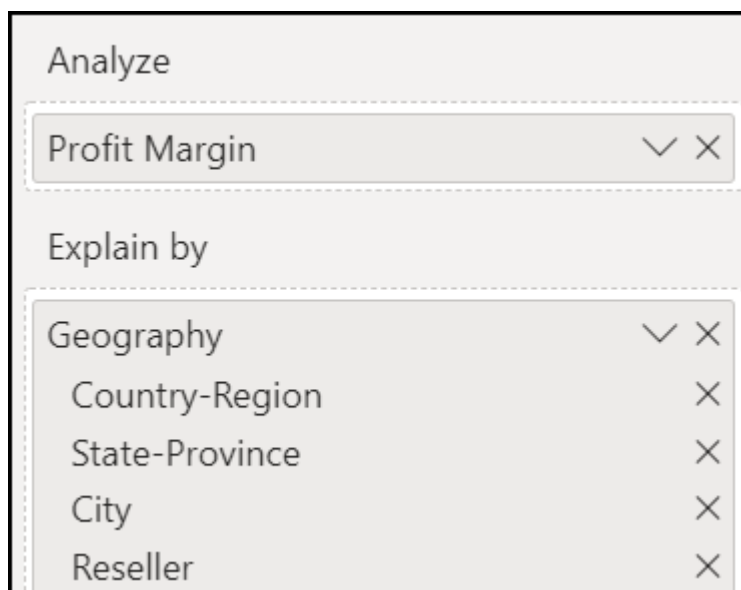 Analyze
Profit Margin
Explain by
Geography
Country-Region
State-Province
City
Reseller